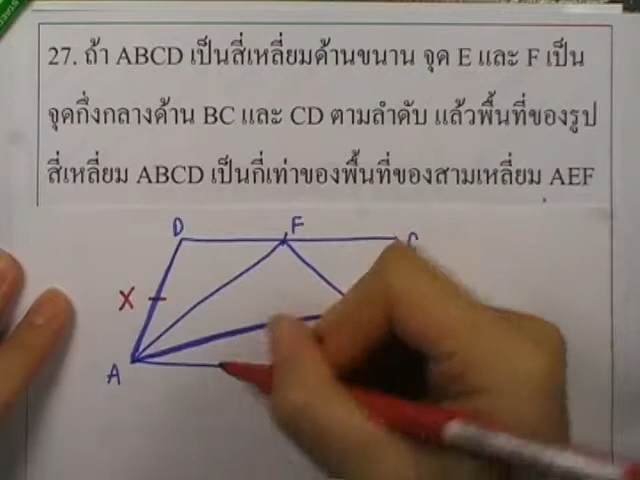 27. ถ้า ABCD เป็นสี่เหลี่ยมด้านขนาน จุด E และ F เป็น
จุดกึ่งกลางด้าน BC และ CD ตามลำดับ แล้วพื้นที่ของรูป
สี่เหลี่ยม ABCD เป็นกี่เท่าของพื้นที่ของสามเหลี่ยม AEF
D F C
X
A